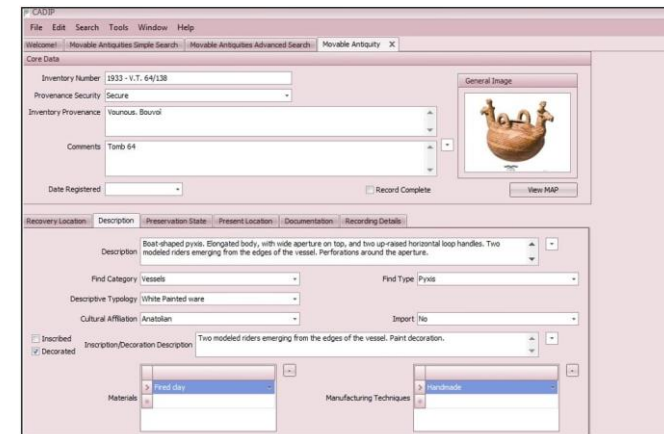 CADIP
File Edit Search Tools Window Help
Welcome! Movable Antiquities Simple Search Movable Antiquities Advanced Search Movable Antiquity X
Core Data
Inventory Number 1933 - V.T. 64/138
General Image
Provenance Security Secure
Inventory Provenance Vounous. Bouvoi
Comments Tomb 64
Date Registered Record Complete View MAP
Recovery Location Description Preservation State Present Location Documentation Recording Details
Description Boat-shaped pyxis. Elongated body, with wide aperture on top, and two up-raised horizontal loop handles. Two
modeled riders emerging from the edges of the vessel. Perforations around the aperture.
Find Category Vessels Find Type Pyxis
Descriptive Typology White Painted ware
Cultural Affiliation Anatolian Import No
Inscribed
Decorated
Inscription/Decoration Description Two modeled riders emerging from the edges of the vessel. Paint decoration.
Materials Fired clay
Manufacturing Techniques Handmade